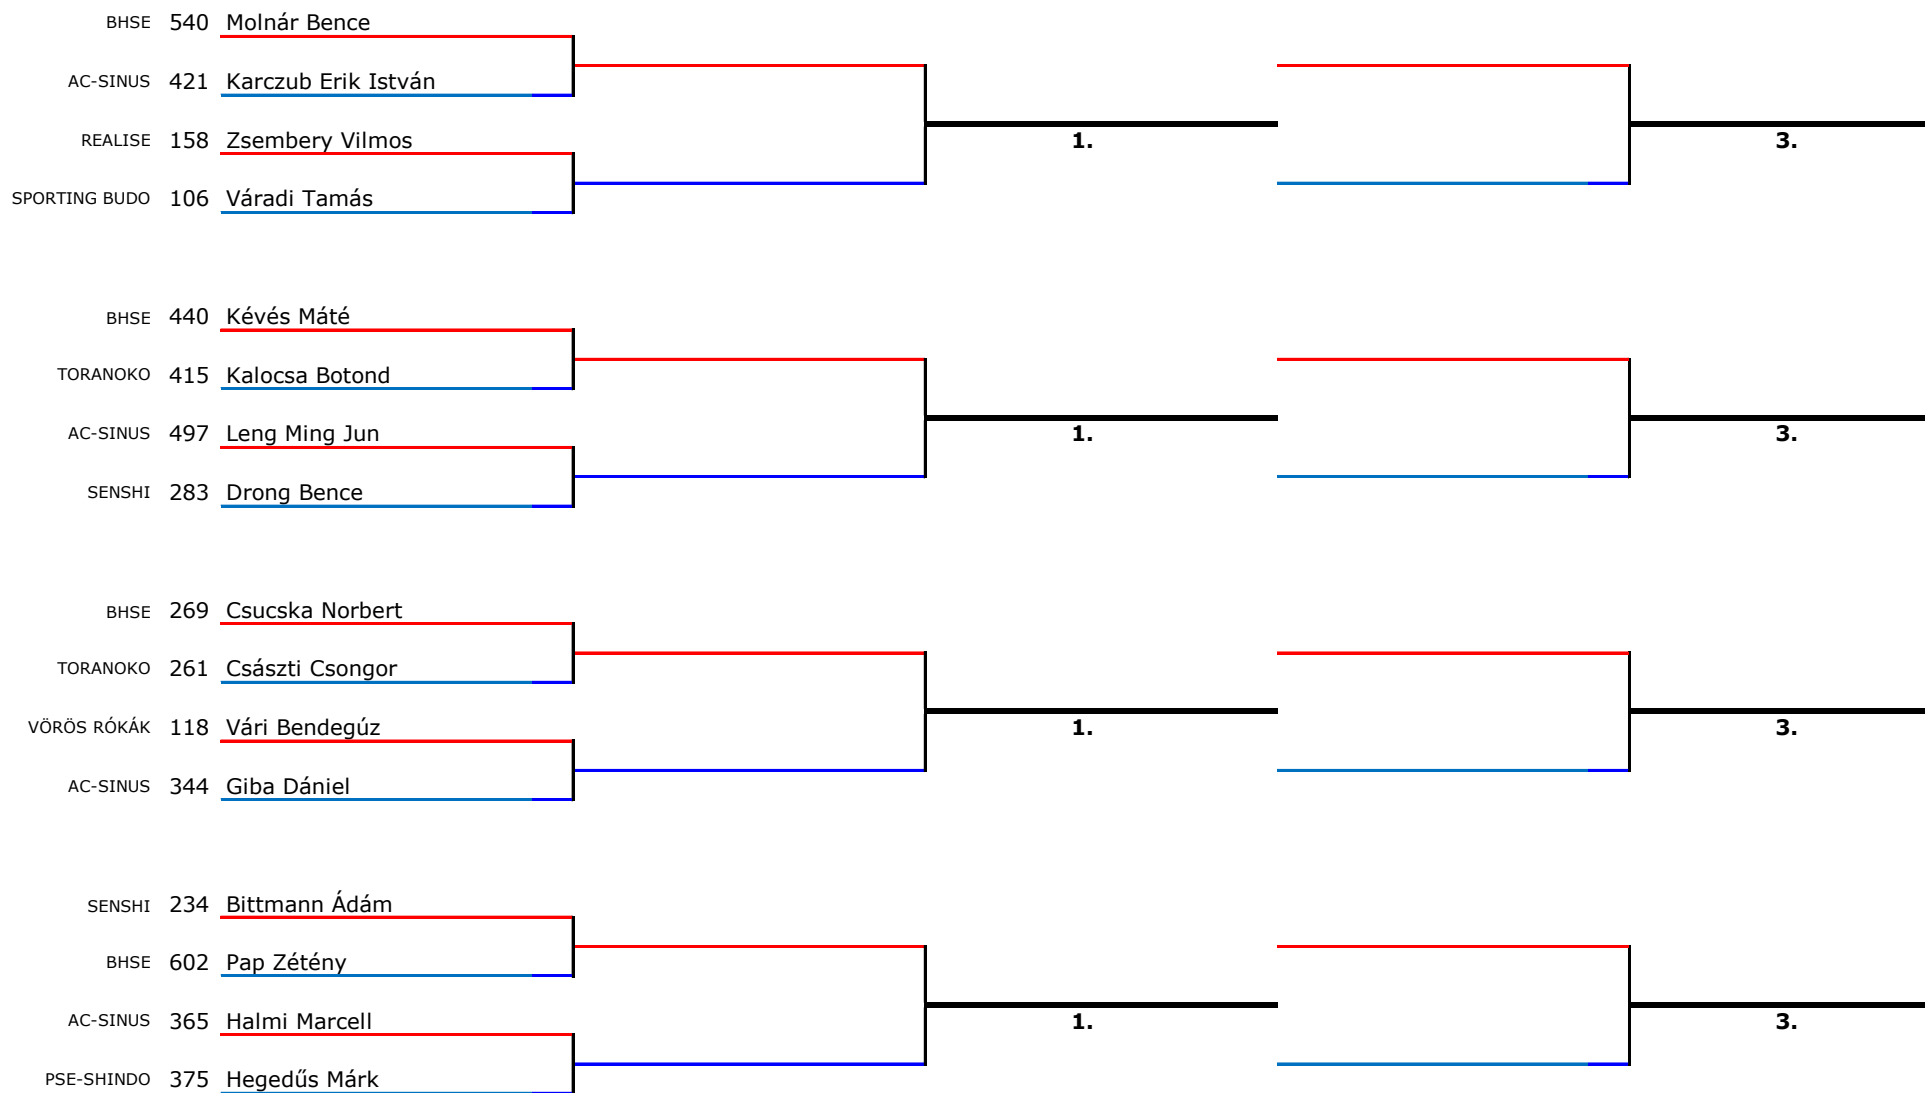 BHSE 540 Molnár Bence
AC-SINUS 421 Karczub Erik István
REALISE 158 Zsembery Vilmos 1. 3.
SPORTING BUDO 106 Váradi Tamás
BHSE 440 Kévés Máté
TORANOKO 415 Kalocsa Botond
AC-SINUS 497 Leng Ming Jun 1. 3.
SENSHI 283 Drong Bence
BHSE 269 Csucska Norbert
TORANOKO 261 Császti Csongor
VÖRÖS RÓKÁK 118 Vári Bendegúz 1. 3.
AC-SINUS 344 Giba Dániel
SENSHI 234 Bittmann Ádám
BHSE 602 Pap Zétény
AC-SINUS 365 Halmi Marcell 1. 3.
PSE-SHINDO 375 Hegedűs Márk